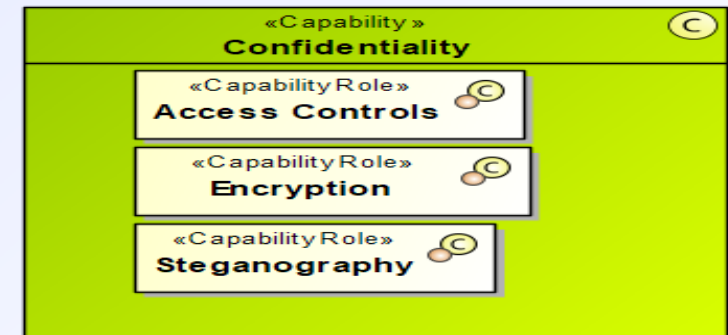 «Capability»
Confidentiality
C
«Capability Role»
Access Controls
C
«Capability Role»
Encryption
C
«Capability Role»
Steganography
C